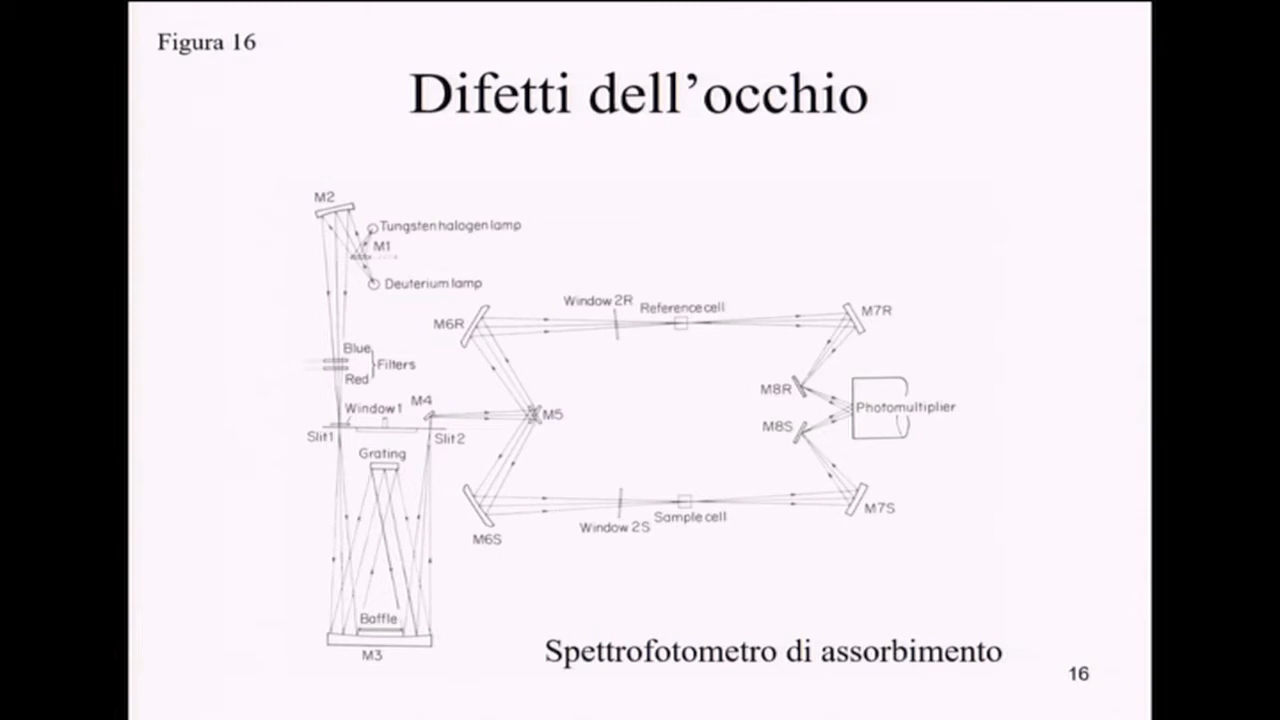 Figura 16
Difetti dell'occhio
M2
Tungsten halogen lamp
M1
Deuterium lamp
Window 2R
Reference cell
M7R
M6R
Blue
Filters
Red
M8R
M4
Window 1
M5
Photomultiplier
Slit 1
Slit 2
M8S
Grating
M7S
Sample cell
Window 2S
M6S
Baffle
M3
Spettrofotometro di assorbimento
16